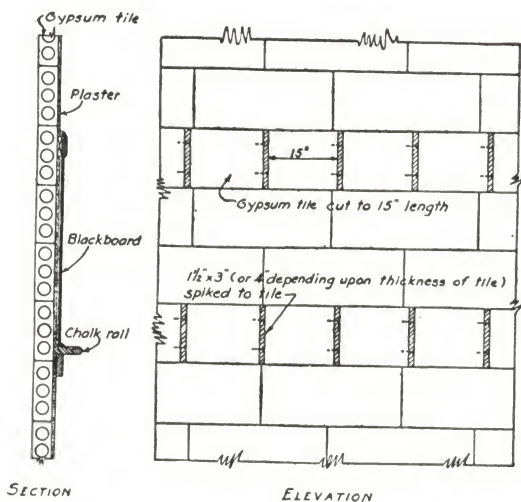 Gypsum tile
Plaster
Blackboard
Chalk rail
SECTION
15"
Gypsum tile cut to 15" length
1½" x 3" (or 4" depending upon thickness of tile)
spiked to tile
ELEVATION